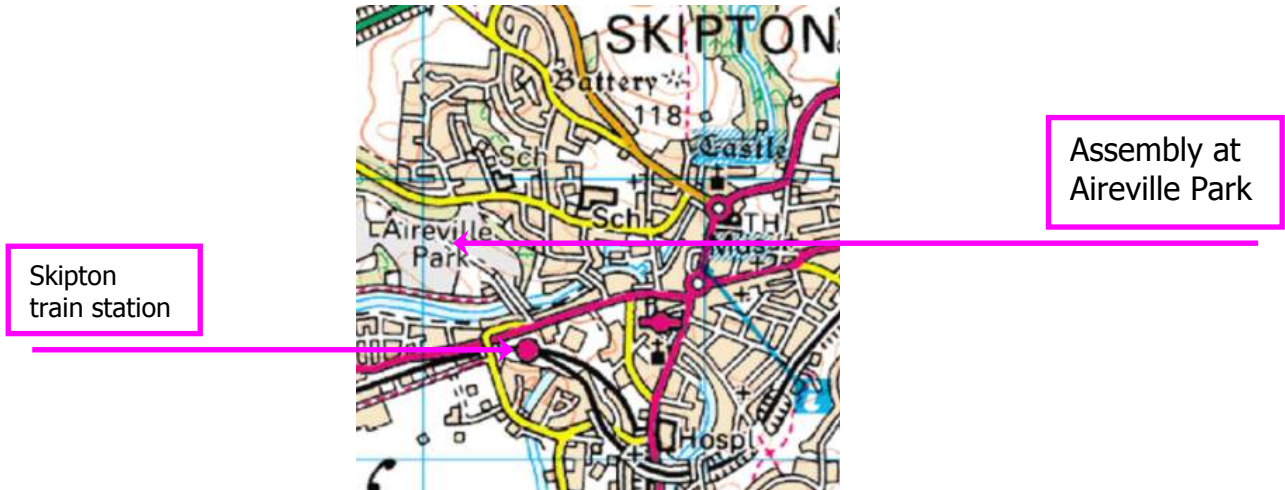 SKIPTON
Battery
118
Castle
Sch
Sch
TH
Mus
Aireville
Park
Hospl
i
Assembly at
Aireville Park
Skipton
train station